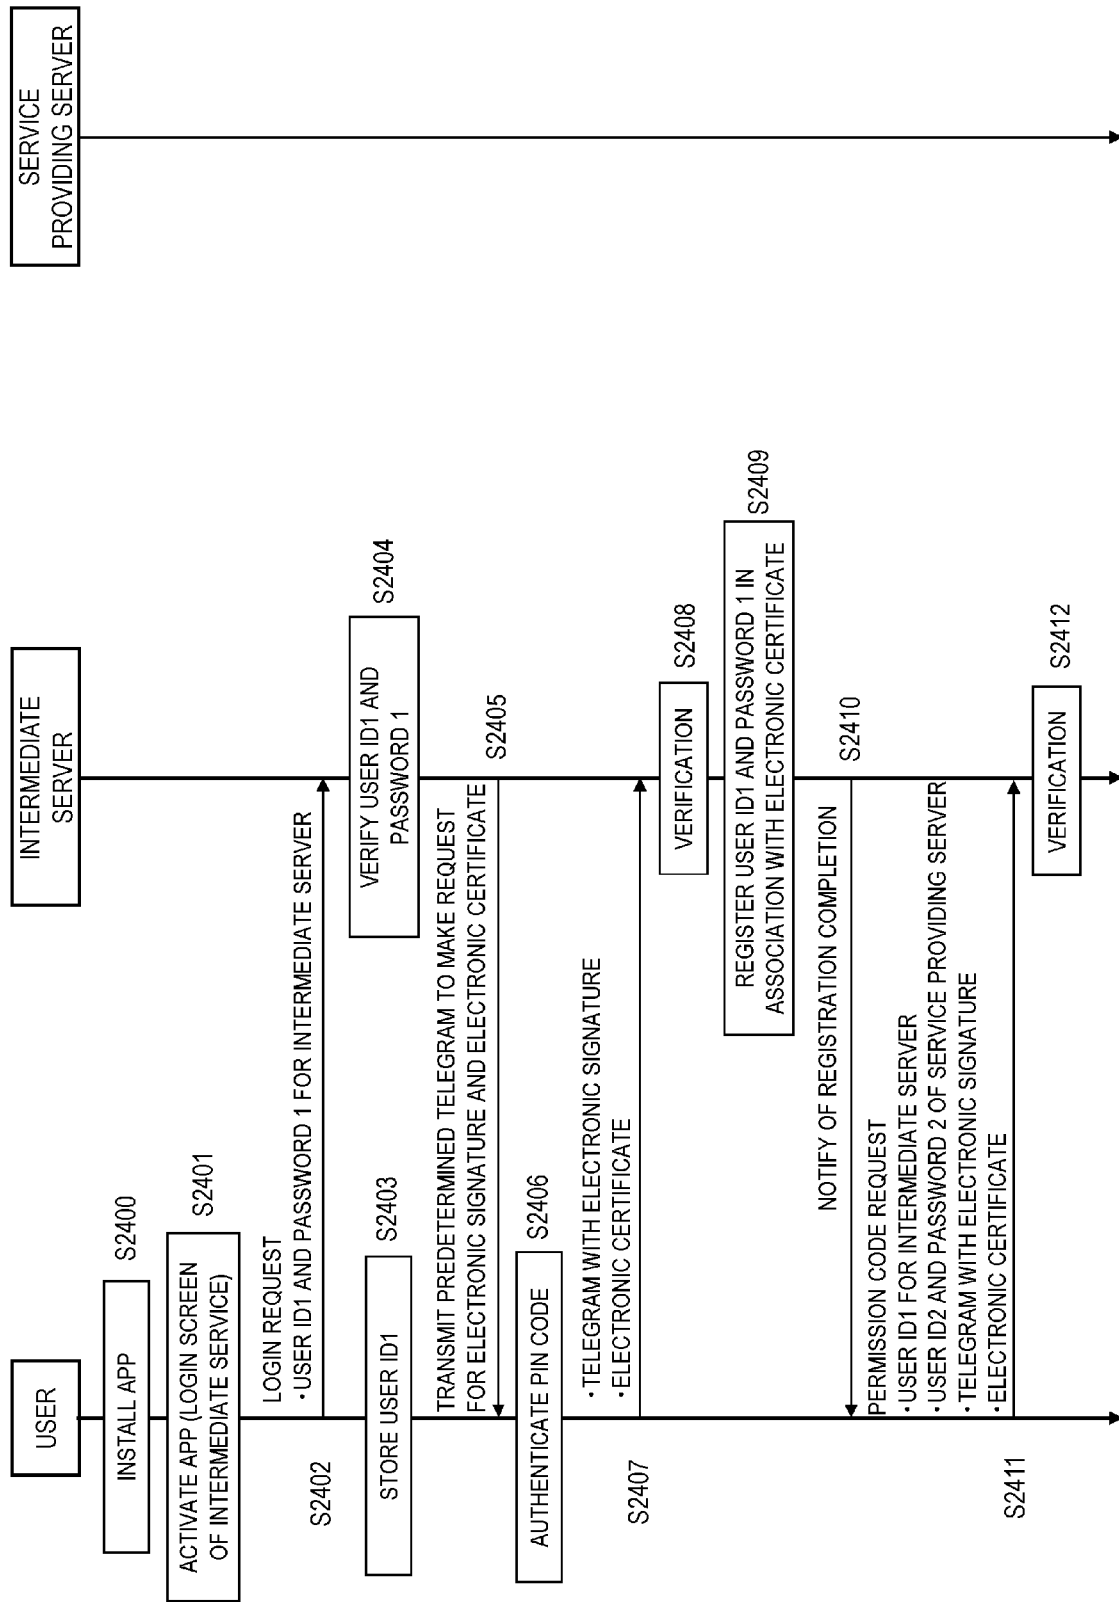 USER
INTERMEDIATE
SERVER
SERVICE
PROVIDING SERVER
INSTALL APP
S2400
ACTIVATE APP (LOGIN SCREEN
OF INTERMEDIATE SERVICE)
S2401
LOGIN REQUEST
・USER ID1 AND PASSWORD 1 FOR INTERMEDIATE SERVER
S2402
STORE USER ID1
S2403
VERIFY USER ID1 AND
PASSWORD 1
S2404
TRANSMIT PREDETERMINED TELEGRAM TO MAKE REQUEST
FOR ELECTRONIC SIGNATURE AND ELECTRONIC CERTIFICATE
S2405
AUTHENTICATE PIN CODE
S2406
・TELEGRAM WITH ELECTRONIC SIGNATURE
・ELECTRONIC CERTIFICATE
S2407
VERIFICATION
S2408
REGISTER USER ID1 AND PASSWORD 1 IN
ASSOCIATION WITH ELECTRONIC CERTIFICATE
S2409
NOTIFY OF REGISTRATION COMPLETION
S2410
PERMISSION CODE REQUEST
・USER ID1 FOR INTERMEDIATE SERVER
・USER ID2 AND PASSWORD 2 OF SERVICE PROVIDING SERVER
・TELEGRAM WITH ELECTRONIC SIGNATURE
・ELECTRONIC CERTIFICATE
S2411
VERIFICATION
S2412